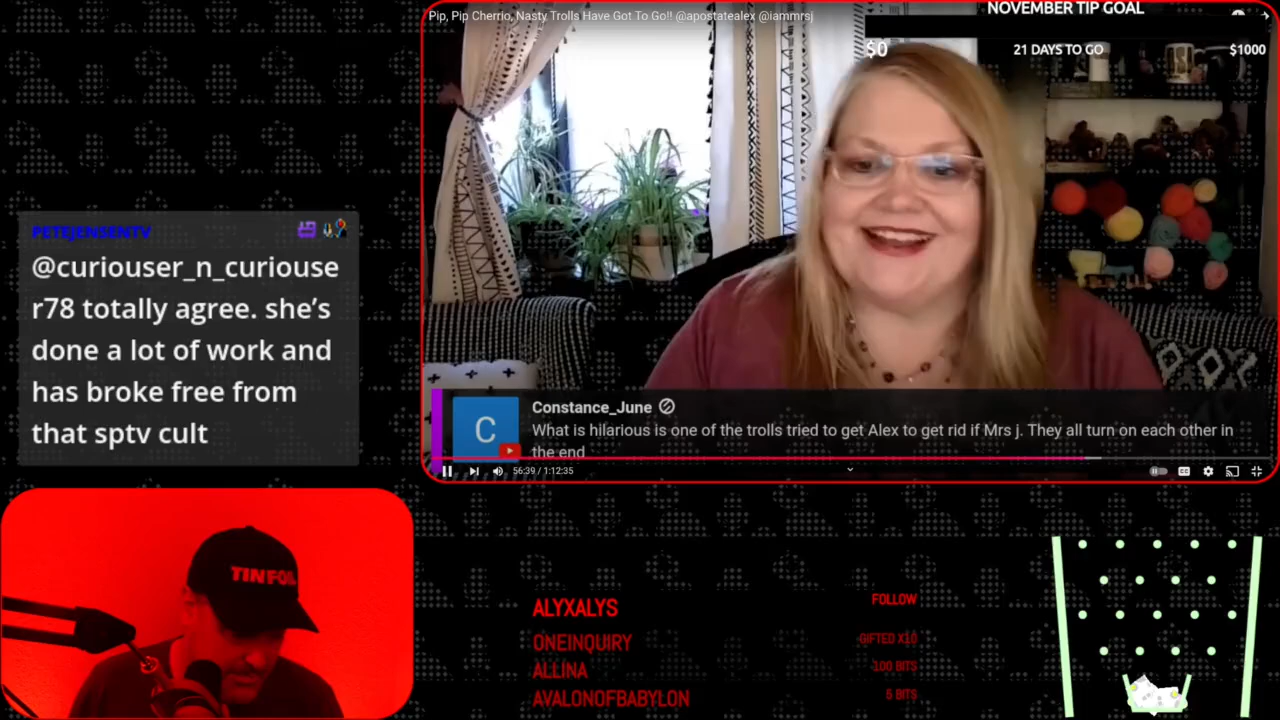 Pip, Pip Cherrio, Nasty Trolls Have Got To Go!! @apostatealex @iammrsj
NOVEMBER TIP GOAL
$0
21 DAYS TO GO
$1000
PETEJENSENTV
@curiouser_n_curiouse
r78 totally agree. she's
done a lot of work and
has broke free from
that sptv cult
Constance_June
C
What is hilarious is one of the trolls tried to get Alex to get rid if Mrs j. They all turn on each other in
the end
56:39 / 1:12:35
CC
TINFOIL
ALYXALYS FOLLOW
ONEINQUIRY GIFTED X10
ALLINA 100 BITS
AVALONOFBABYLON 5 BITS